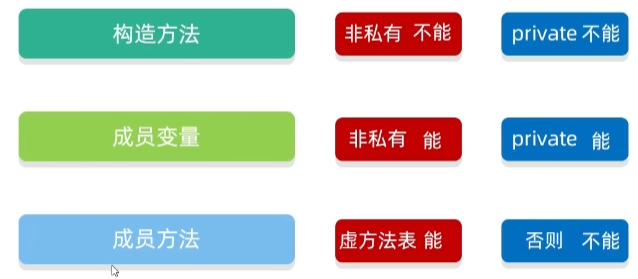 构造方法 非私有 不能 private 不能
成员变量 非私有 能 private 能
成员方法 虚方法表 能 否则 不能